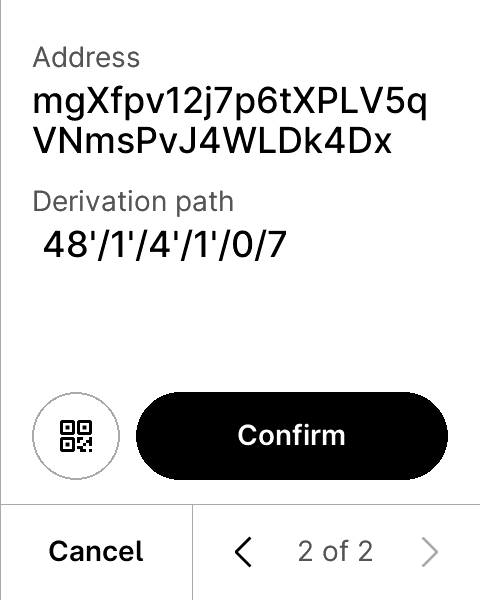 Address
mgXfpv12j7p6tXPLV5q
VNmsPvJ4WLDk4Dx
Derivation path
48'/1'/4'/1'/0/7
Confirm
Cancel
2 of 2